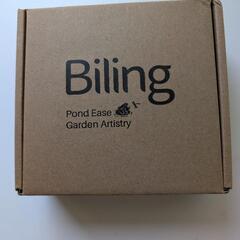 Biling
Pond Ease
Garden Artistry